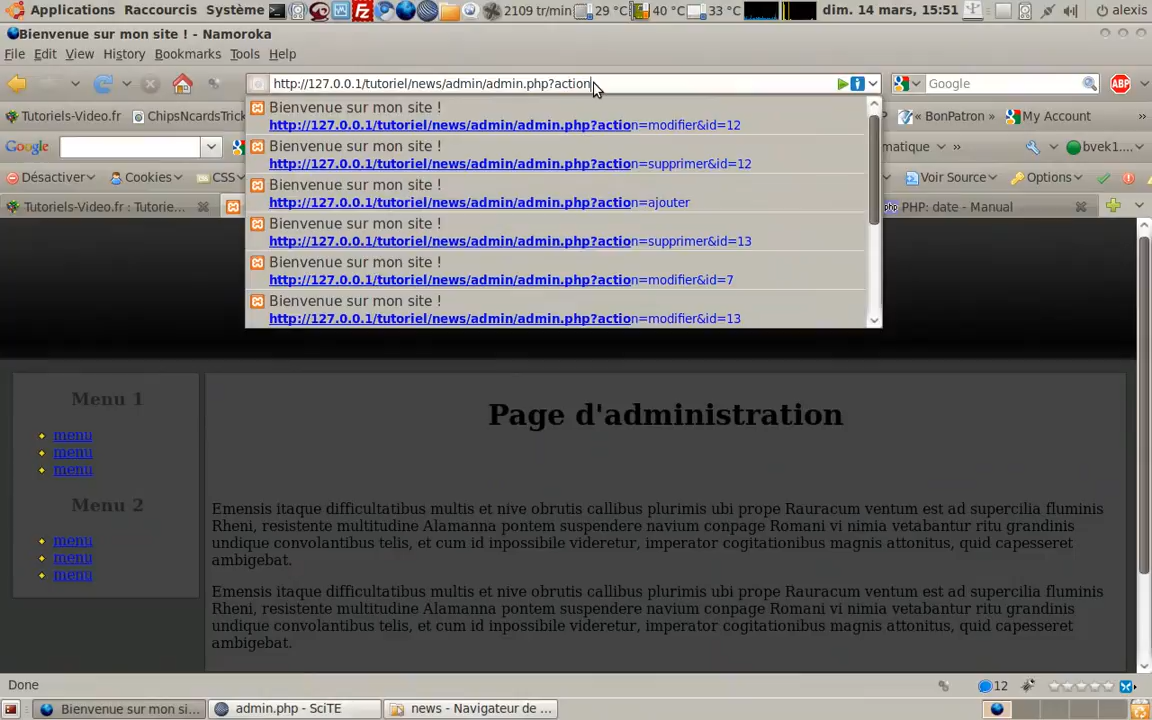 Applications Raccourcis Système 2109 tr/min 29 °C 40 °C 33 °C dim. 14 mars, 15:51 alexis
Bienvenue sur mon site ! - Namoroka
File Edit View History Bookmarks Tools Help
http://127.0.0.1/tutoriel/news/admin/admin.php?action Google ABP
Tutoriels-Video.fr ChipsNcardsTrick « BonPatron » My Account »
Google matique » bvek1...
Désactiver Cookies CSS Voir Source Options
Tutoriels-Video.fr : Tutorie... PHP: date - Manual
Bienvenue sur mon site !
http://127.0.0.1/tutoriel/news/admin/admin.php?action=modifier&id=12
Bienvenue sur mon site !
http://127.0.0.1/tutoriel/news/admin/admin.php?action=supprimer&id=12
Bienvenue sur mon site !
http://127.0.0.1/tutoriel/news/admin/admin.php?action=ajouter
Bienvenue sur mon site !
http://127.0.0.1/tutoriel/news/admin/admin.php?action=supprimer&id=13
Bienvenue sur mon site !
http://127.0.0.1/tutoriel/news/admin/admin.php?action=modifier&id=7
Bienvenue sur mon site !
http://127.0.0.1/tutoriel/news/admin/admin.php?action=modifier&id=13
Menu 1
menu
menu
menu
Menu 2
menu
menu
menu
Page d'administration
Emensis itaque difficultatibus multis et nive obrutis callibus plurimis ubi prope Rauracum ventum est ad supercilia fluminis
Rheni, resistente multitudine Alamanna pontem suspendere navium conpage Romani vi nimia vetabantur ritu grandinis
undique convolantibus telis, et cum id inpossibile videretur, imperator cogitationibus magnis attonitus, quid capesseret
ambigebat.
Emensis itaque difficultatibus multis et nive obrutis callibus plurimis ubi prope Rauracum ventum est ad supercilia fluminis
Rheni, resistente multitudine Alamanna pontem suspendere navium conpage Romani vi nimia vetabantur ritu grandinis
undique convolantibus telis, et cum id inpossibile videretur, imperator cogitationibus magnis attonitus, quid capesseret
ambigebat.
Done 12
Bienvenue sur mon si... admin.php - SciTE news - Navigateur de ...